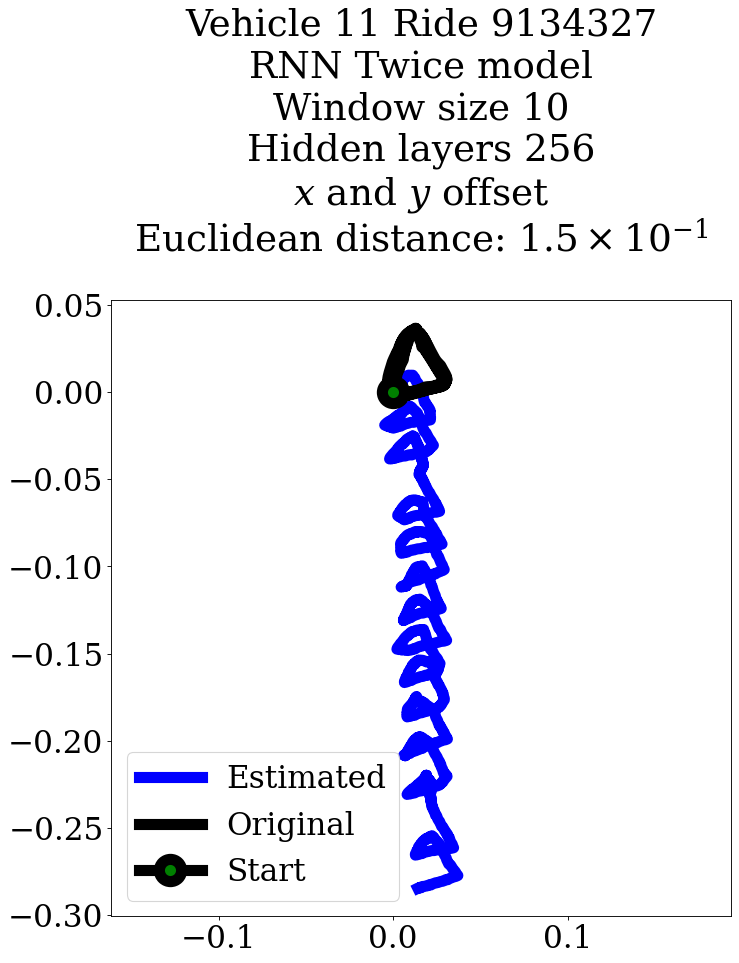 Vehicle 11 Ride 9134327
RNN Twice model
Window size 10
Hidden layers 256
x and y offset
Euclidean distance: 1.5 × 10⁻¹
0.05
0.00
−0.05
−0.10
−0.15
−0.20
−0.25
−0.30
Estimated
Original
Start
−0.1
0.0
0.1